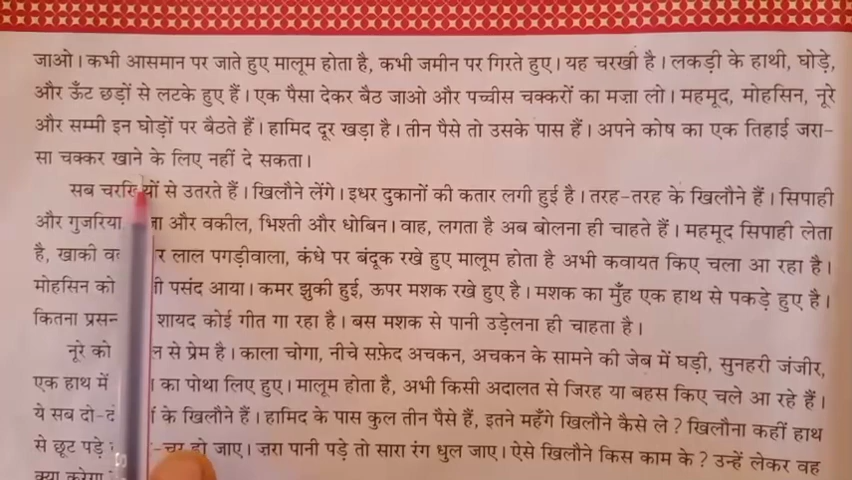 जाओ। कभी आसमान पर जाते हुए मालूम होता है, कभी जमीन पर गिरते हुए। यह चरखी है। लकड़ी के हाथी, घोड़े,
और ऊँट छड़ों से लटके हुए हैं। एक पैसा देकर बैठ जाओ और पच्चीस चक्करों का मज़ा लो। महमूद, मोहसिन, नूरे
और सम्मी इन घोड़ों पर बैठते हैं। हामिद दूर खड़ा है। तीन पैसे तो उसके पास हैं। अपने कोष का एक तिहाई जरा-
सा चक्कर खाने के लिए नहीं दे सकता।
सब चरखियों से उतरते हैं। खिलौने लेंगे। इधर दुकानों की कतार लगी हुई है। तरह-तरह के खिलौने हैं। सिपाही
और गुजरिया और वकील, भिश्ती और धोबिन। वाह, लगता है अब बोलना ही चाहते हैं। महमूद सिपाही लेता
है, खाकी लाल पगड़ीवाला, कंधे पर बंदूक रखे हुए मालूम होता है अभी कवायत किए चला आ रहा है।
मोहसिन को पसंद आया। कमर झुकी हुई, ऊपर मशक रखे हुए है। मशक का मुँह एक हाथ से पकड़े हुए है।
कितना शायद कोई गीत गा रहा है। बस मशक से पानी उड़ेलना ही चाहता है।
नूरे को से प्रेम है। काला चोगा, नीचे सफ़ेद अचकन, अचकन के सामने की जेब में घड़ी, सुनहरी जंजीर,
एक हाथ में का पोथा लिए हुए। मालूम होता है, अभी किसी अदालत से जिरह या बहस किए चले आ रहे हैं।
ये सब के खिलौने हैं। हामिद के पास कुल तीन पैसे हैं, इतने महँगे खिलौने कैसे ले? खिलौना कहीं हाथ
से छूट पड़े हो जाए। ज़रा पानी पड़े तो सारा रंग धुल जाए। ऐसे खिलौने किस काम के? उन्हें लेकर वह
क्या करेगा